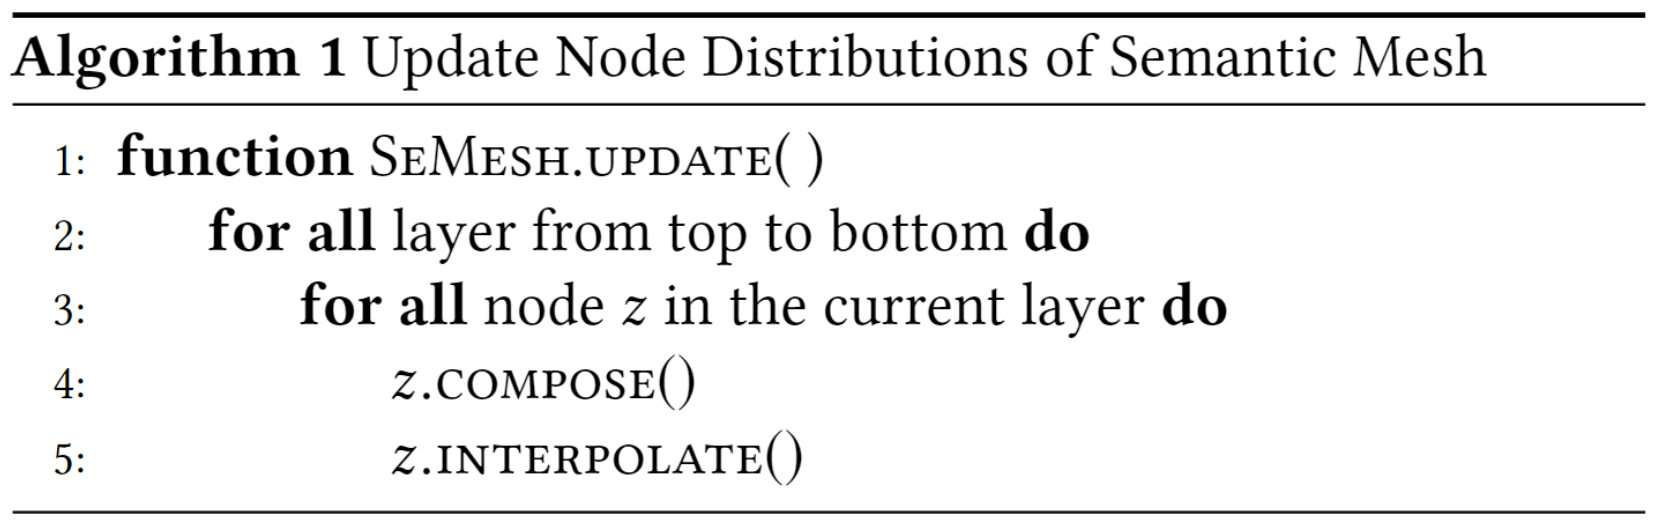 Algorithm 1 Update Node Distributions of Semantic Mesh
1: function SEMESH.UPDATE( )
2: for all layer from top to bottom do
3: for all node z in the current layer do
4: z.COMPOSE()
5: z.INTERPOLATE()